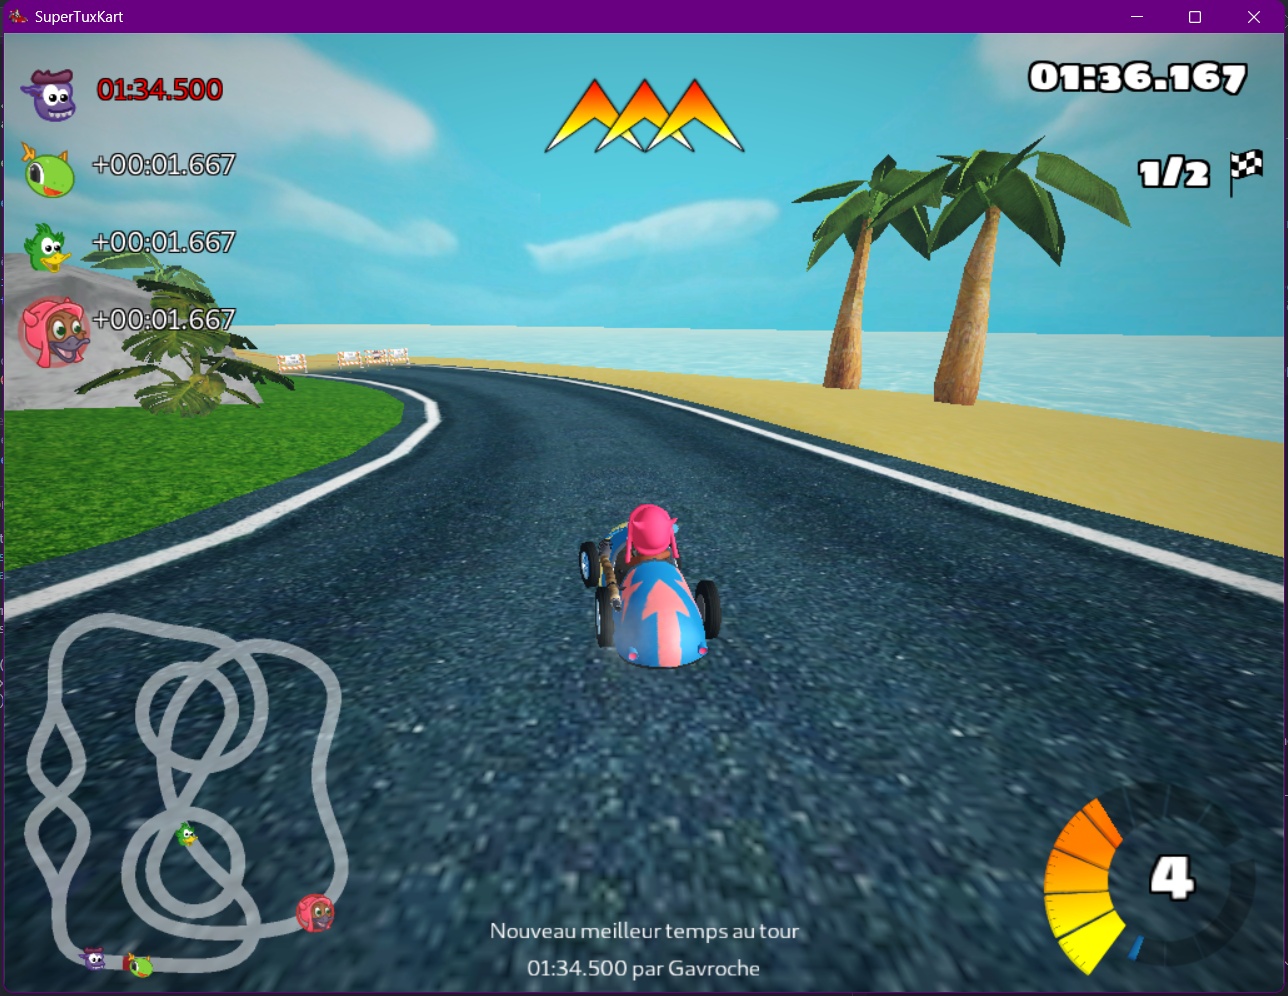 SuperTuxKart
01:34.500
01:36.167
+00:01.667
1/2
+00:01.667
+00:01.667
4
Nouveau meilleur temps au tour
01:34.500 par Gavroche